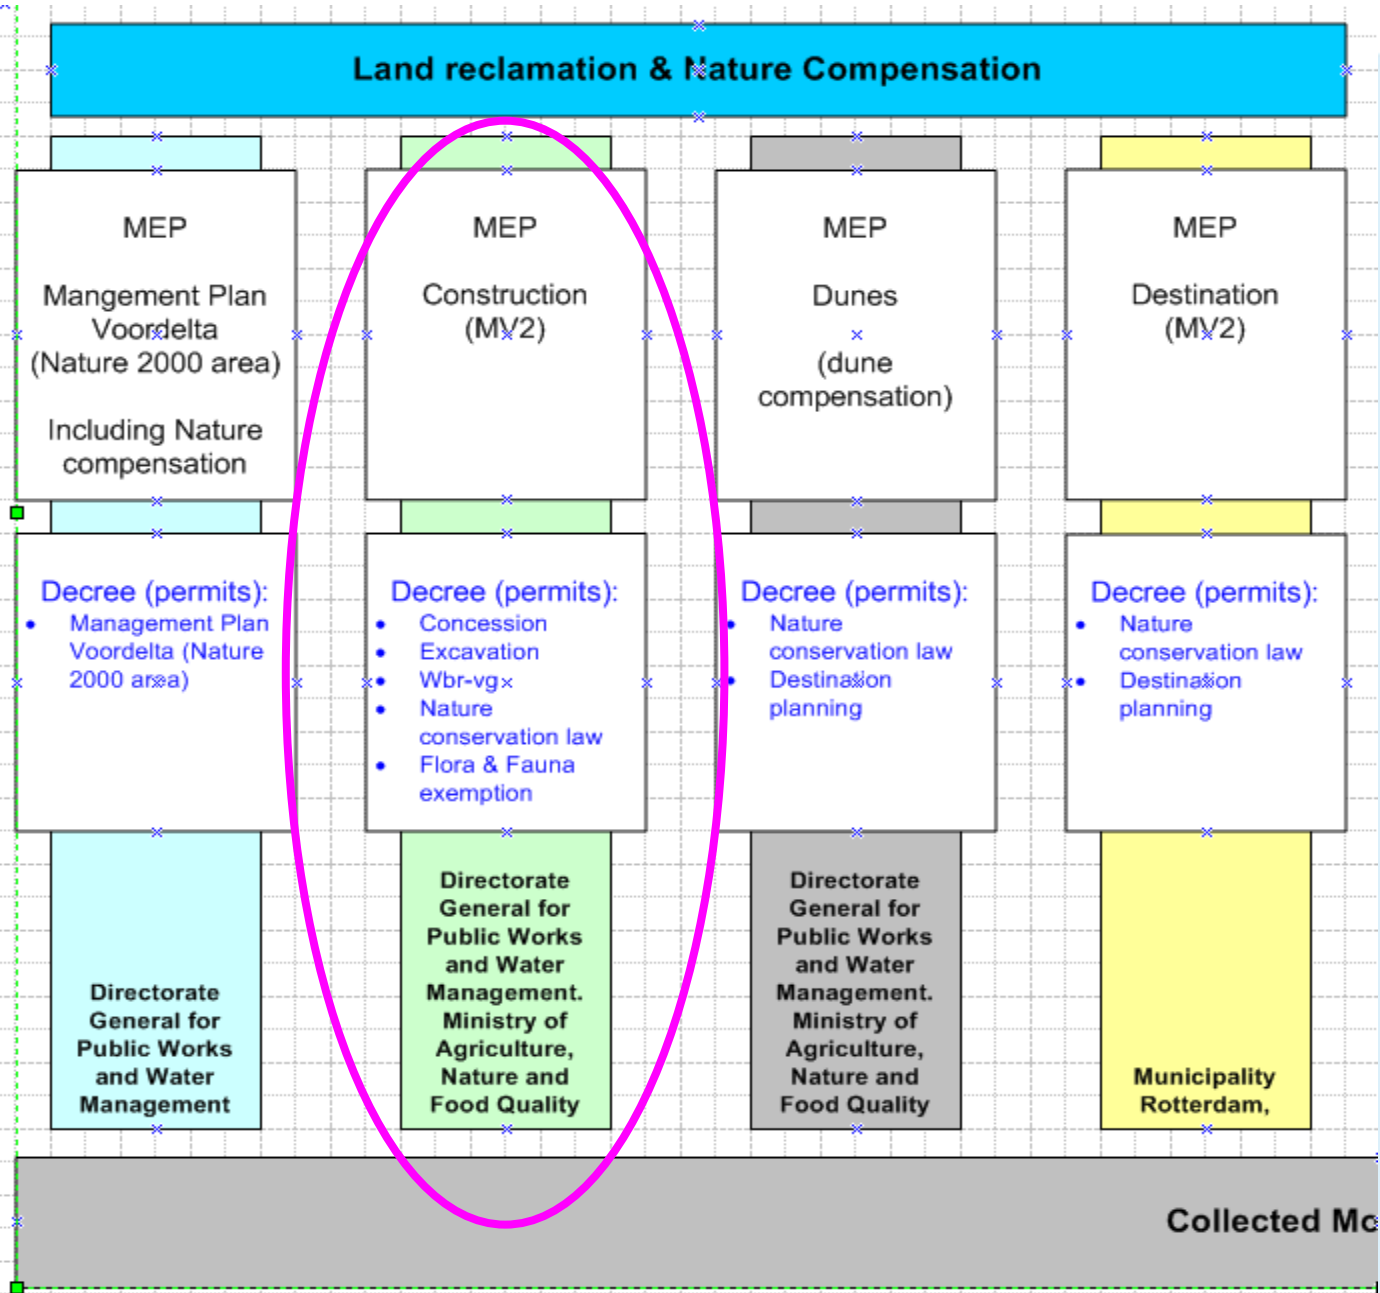 Land reclamation & Nature Compensation
MEP
Mangement Plan
Voordelta
(Nature 2000 area)
Including Nature
compensation
Decree (permits):
• Management Plan
Voordelta (Nature
2000 area)
Directorate
General for
Public Works
and Water
Management
MEP
Construction
(MV2)
Decree (permits):
• Concession
• Excavation
• Wbr-vg
• Nature
conservation law
• Flora & Fauna
exemption
Directorate
General for
Public Works
and Water
Management.
Ministry of
Agriculture,
Nature and
Food Quality
MEP
Dunes
(dune
compensation)
Decree (permits):
• Nature
conservation law
• Destination
planning
Directorate
General for
Public Works
and Water
Management.
Ministry of
Agriculture,
Nature and
Food Quality
MEP
Destination
(MV2)
Decree (permits):
• Nature
conservation law
• Destination
planning
Municipality
Rotterdam,
Collected